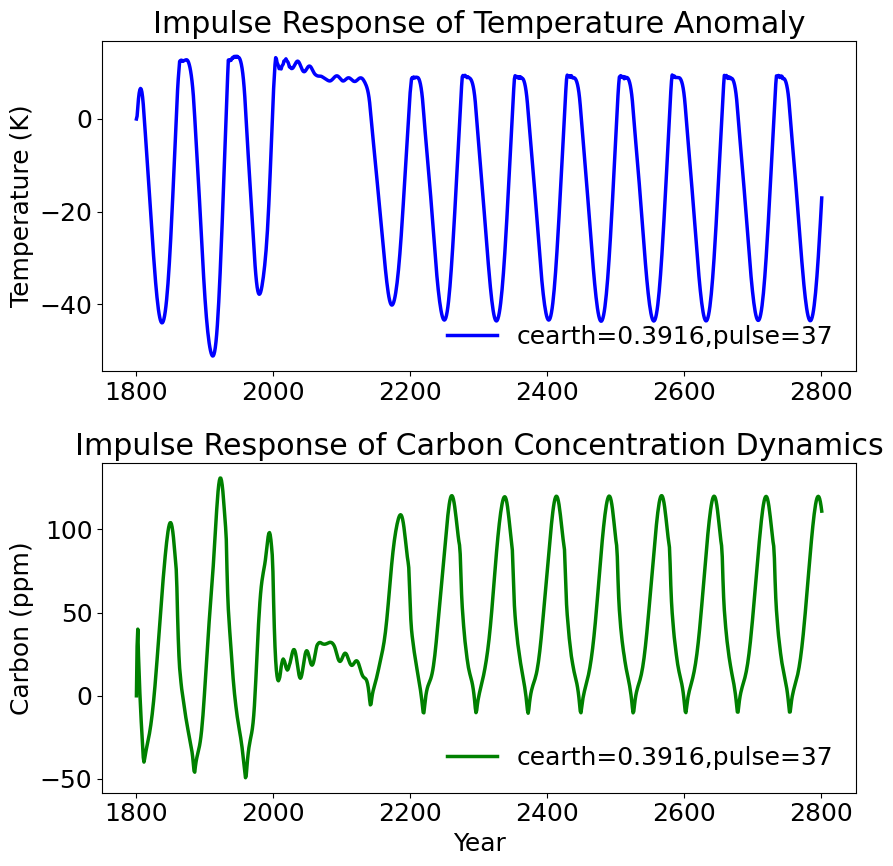 Impulse Response of Temperature Anomaly
Temperature (K)
0
−20
−40
cearth=0.3916,pulse=37
1800 2000 2200 2400 2600 2800
Impulse Response of Carbon Concentration Dynamics
Carbon (ppm)
100
50
0
−50
cearth=0.3916,pulse=37
1800 2000 2200 2400 2600 2800
Year